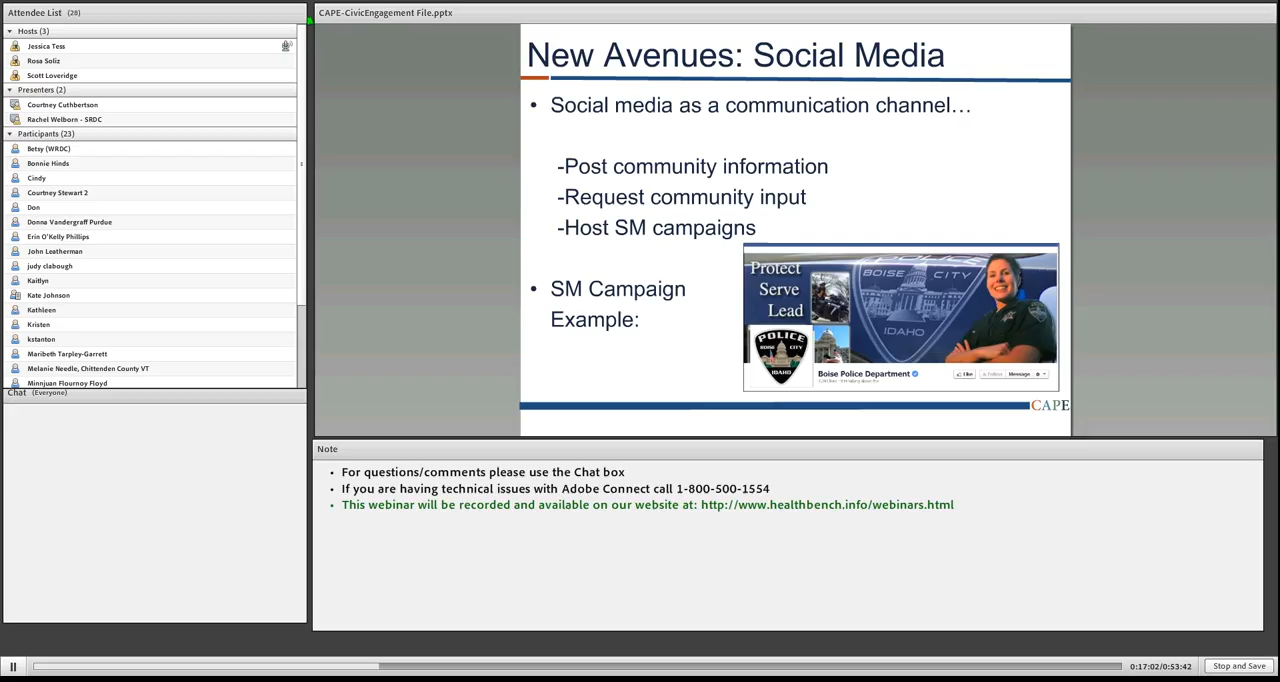 Attendee List (28)
Hosts (3)
Jessica Tess
Rosa Soliz
Scott Loveridge
Presenters (2)
Courtney Cuthbertson
Rachel Welborn - SRDC
Participants (23)
Betsy (WRDC)
Bonnie Hinds
Cindy
Courtney Stewart 2
Don
Donna Vandergraff Purdue
Erin O'Kelly Phillips
John Leatherman
judy clabough
Kaitlyn
Kate Johnson
Kathleen
Kristen
kstanton
Maribeth Tarpley-Garrett
Melanie Needle, Chittenden County VT
Minnjuan Flournoy Floyd
Chat (Everyone)
CAPE-CivicEngagement File.pptx
New Avenues: Social Media
• Social media as a communication channel...
-Post community information
-Request community input
-Host SM campaigns
• SM Campaign
Example:
Protect
Serve
Lead
POLICE
BOISE CITY
IDAHO
POLICE
BOISE CITY
IDAHO
Boise Police Department
Like
Follow
Message
CAPE
Note
• For questions/comments please use the Chat box
• If you are having technical issues with Adobe Connect call 1-800-500-1554
• This webinar will be recorded and available on our website at: http://www.healthbench.info/webinars.html
0:17:02/0:53:42
Stop and Save